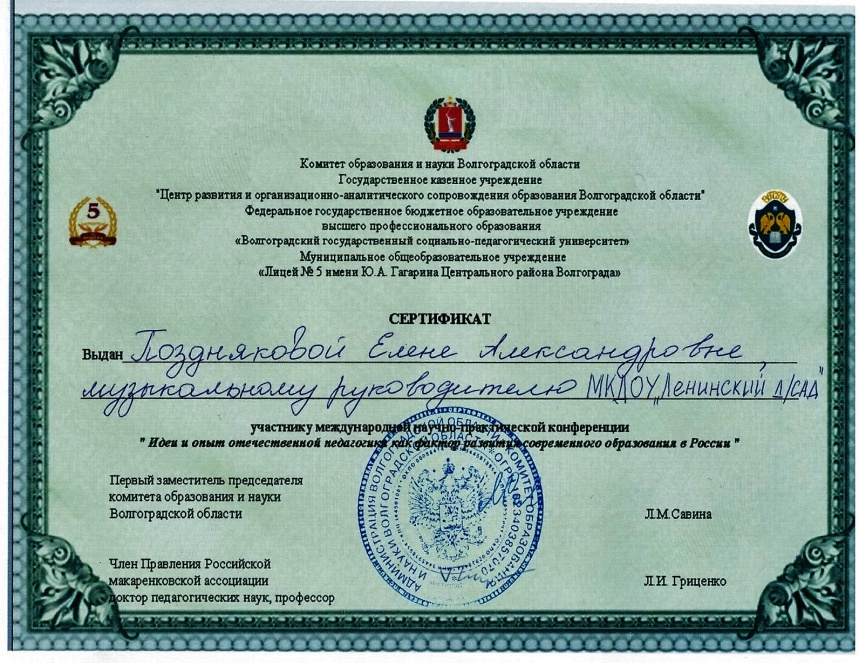 Комитет образования и науки Волгоградской области
Государственное казенное учреждение
"Центр развития и организационно-аналитического сопровождения образования Волгоградской области"
Федеральное государственное бюджетное образовательное учреждение
высшего профессионального образования
«Волгоградский государственный социально-педагогический университет»
Муниципальное общеобразовательное учреждение
«Лицей № 5 имени Ю.А. Гагарина Центрального района Волгограда»
5
СЕРТИФИКАТ
Выдан Поздняковой Елене Александровне,
музыкальному руководителю МКДОУ "Ленинский д/сад"
участнику международной научно-практической конференции
" Идеи и опыт отечественной педагогики как фактор развития современного образования в России "
Первый заместитель председателя
комитета образования и науки
Волгоградской области
Л.М.Савина
Член Правления Российской
макаренковской ассоциации
доктор педагогических наук, профессор
Л.И. Гриценко